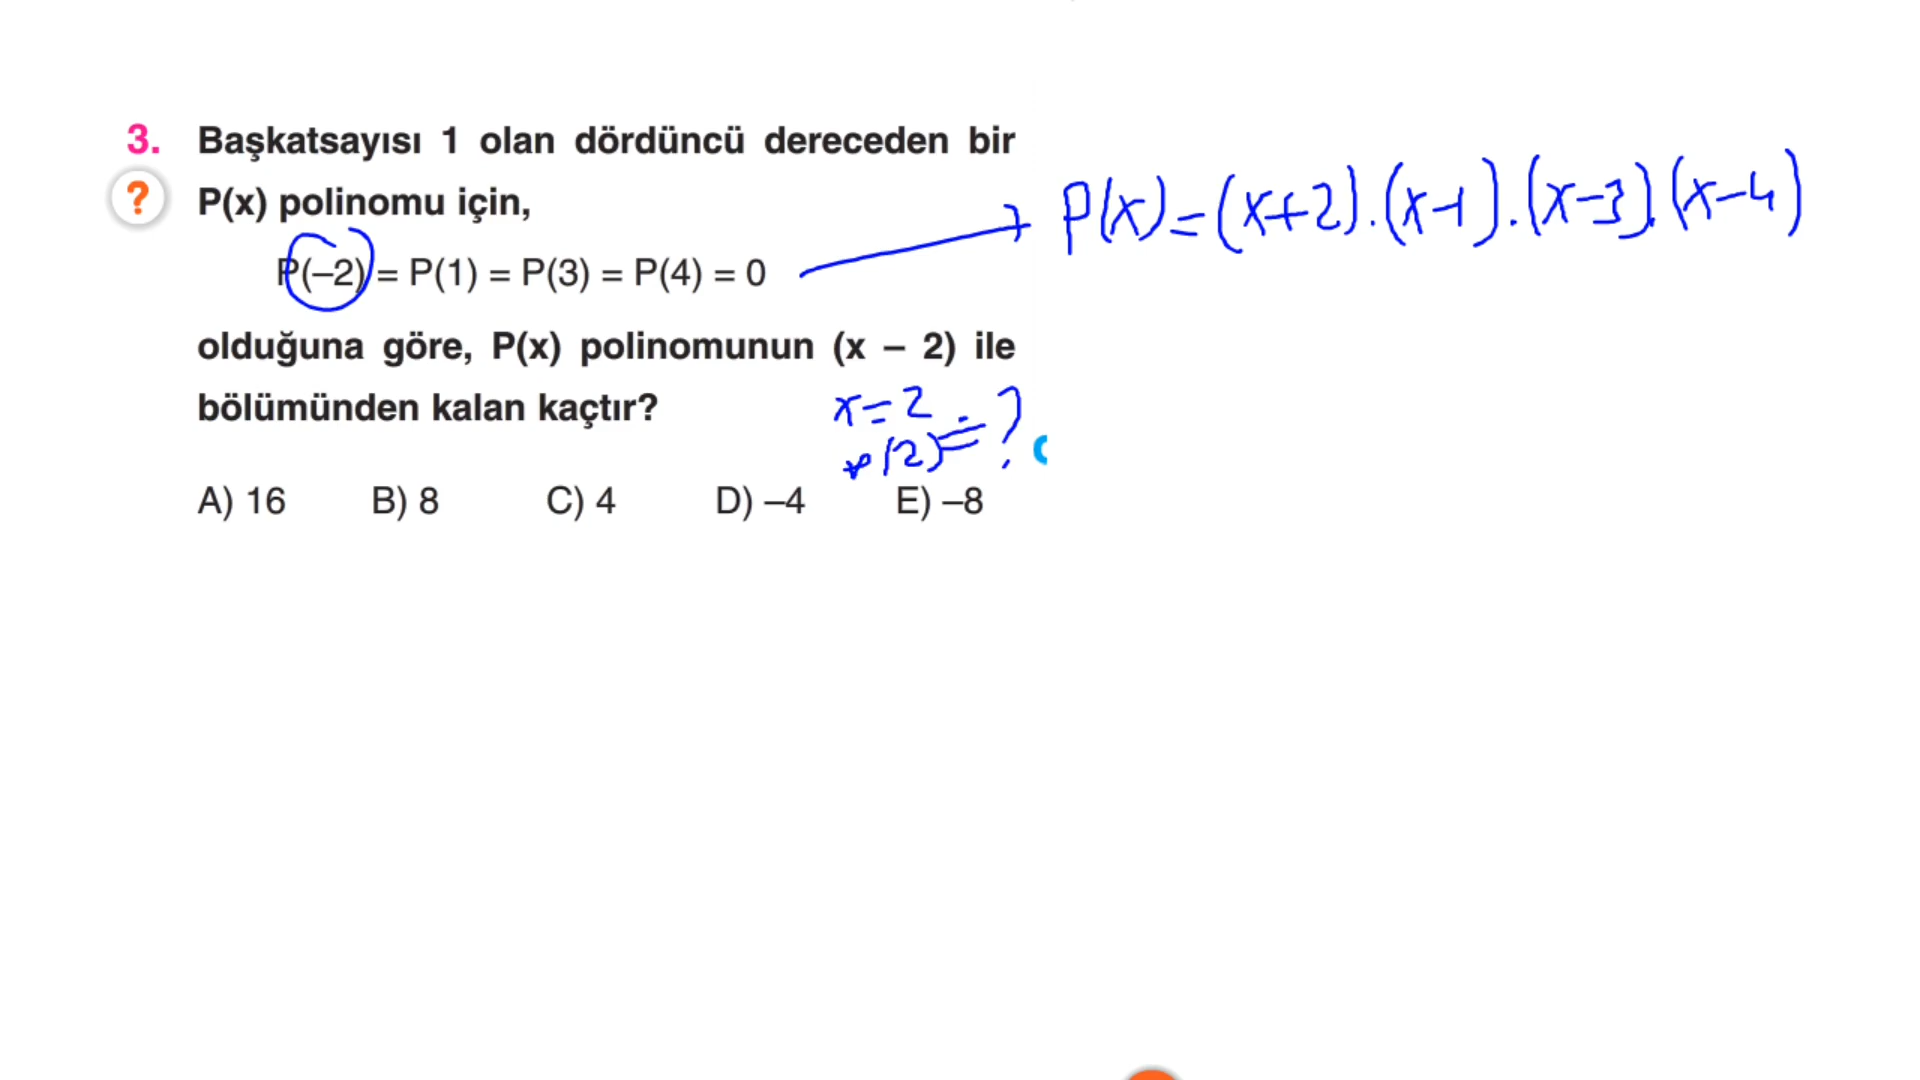 3. Başkatsayısı 1 olan dördüncü dereceden bir
? P(x) polinomu için,
P(–2) = P(1) = P(3) = P(4) = 0
P(x) = (x+2).(x-1).(x-3).(x-4)
olduğuna göre, P(x) polinomunun (x – 2) ile
bölümünden kalan kaçtır?
x=2
P(2) = ?
A) 16 B) 8 C) 4 D) –4 E) –8